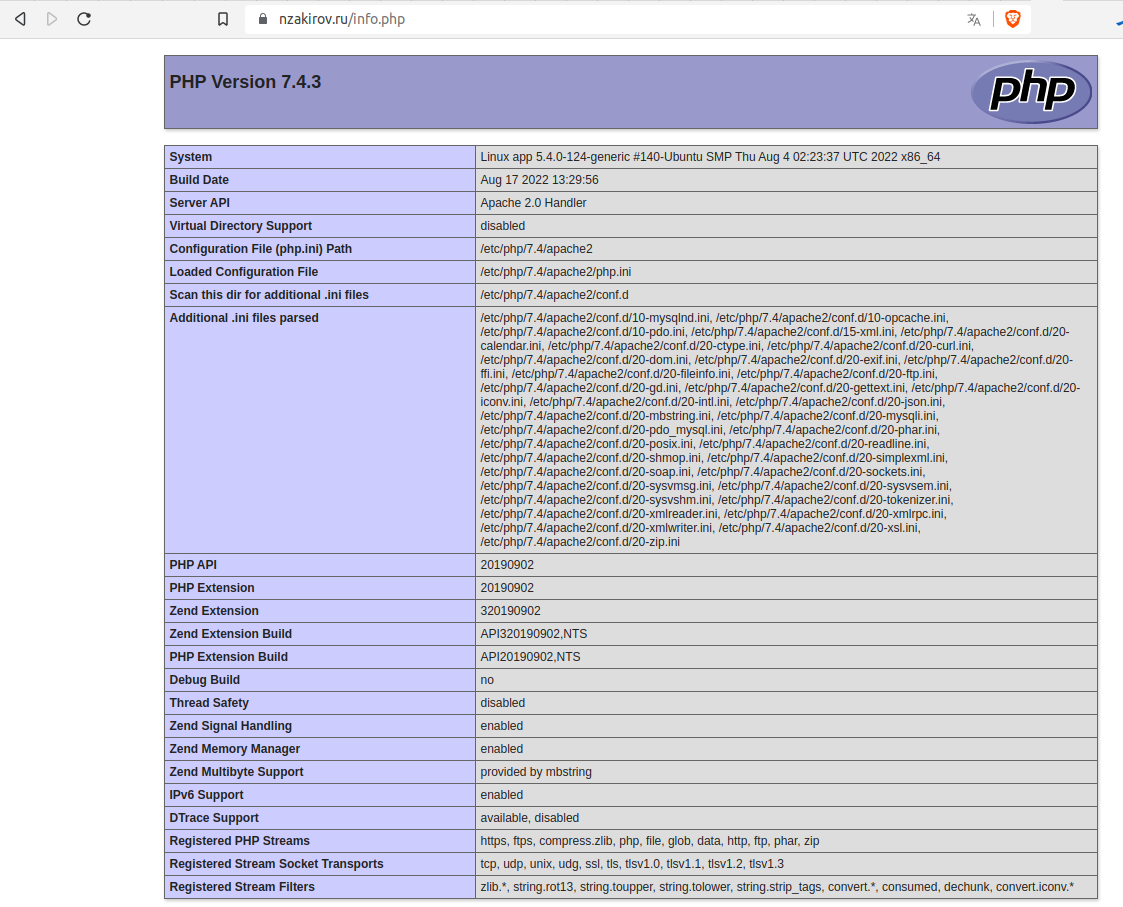 nzakirov.ru/info.php
PHP Version 7.4.3
php
System Linux app 5.4.0-124-generic #140-Ubuntu SMP Thu Aug 4 02:23:37 UTC 2022 x86_64
Build Date Aug 17 2022 13:29:56
Server API Apache 2.0 Handler
Virtual Directory Support disabled
Configuration File (php.ini) Path /etc/php/7.4/apache2
Loaded Configuration File /etc/php/7.4/apache2/php.ini
Scan this dir for additional .ini files /etc/php/7.4/apache2/conf.d
Additional .ini files parsed /etc/php/7.4/apache2/conf.d/10-mysqlnd.ini, /etc/php/7.4/apache2/conf.d/10-opcache.ini,
/etc/php/7.4/apache2/conf.d/10-pdo.ini, /etc/php/7.4/apache2/conf.d/15-xml.ini, /etc/php/7.4/apache2/conf.d/20-
calendar.ini, /etc/php/7.4/apache2/conf.d/20-ctype.ini, /etc/php/7.4/apache2/conf.d/20-curl.ini,
/etc/php/7.4/apache2/conf.d/20-dom.ini, /etc/php/7.4/apache2/conf.d/20-exif.ini, /etc/php/7.4/apache2/conf.d/20-
ffi.ini, /etc/php/7.4/apache2/conf.d/20-fileinfo.ini, /etc/php/7.4/apache2/conf.d/20-ftp.ini,
/etc/php/7.4/apache2/conf.d/20-gd.ini, /etc/php/7.4/apache2/conf.d/20-gettext.ini, /etc/php/7.4/apache2/conf.d/20-
iconv.ini, /etc/php/7.4/apache2/conf.d/20-intl.ini, /etc/php/7.4/apache2/conf.d/20-json.ini,
/etc/php/7.4/apache2/conf.d/20-mbstring.ini, /etc/php/7.4/apache2/conf.d/20-mysqli.ini,
/etc/php/7.4/apache2/conf.d/20-pdo_mysql.ini, /etc/php/7.4/apache2/conf.d/20-phar.ini,
/etc/php/7.4/apache2/conf.d/20-posix.ini, /etc/php/7.4/apache2/conf.d/20-readline.ini,
/etc/php/7.4/apache2/conf.d/20-shmop.ini, /etc/php/7.4/apache2/conf.d/20-simplexml.ini,
/etc/php/7.4/apache2/conf.d/20-soap.ini, /etc/php/7.4/apache2/conf.d/20-sockets.ini,
/etc/php/7.4/apache2/conf.d/20-sysvmsg.ini, /etc/php/7.4/apache2/conf.d/20-sysvsem.ini,
/etc/php/7.4/apache2/conf.d/20-sysvshm.ini, /etc/php/7.4/apache2/conf.d/20-tokenizer.ini,
/etc/php/7.4/apache2/conf.d/20-xmlreader.ini, /etc/php/7.4/apache2/conf.d/20-xmlrpc.ini,
/etc/php/7.4/apache2/conf.d/20-xmlwriter.ini, /etc/php/7.4/apache2/conf.d/20-xsl.ini,
/etc/php/7.4/apache2/conf.d/20-zip.ini
PHP API 20190902
PHP Extension 20190902
Zend Extension 320190902
Zend Extension Build API320190902,NTS
PHP Extension Build API20190902,NTS
Debug Build no
Thread Safety disabled
Zend Signal Handling enabled
Zend Memory Manager enabled
Zend Multibyte Support provided by mbstring
IPv6 Support enabled
DTrace Support available, disabled
Registered PHP Streams https, ftps, compress.zlib, php, file, glob, data, http, ftp, phar, zip
Registered Stream Socket Transports tcp, udp, unix, udg, ssl, tls, tlsv1.0, tlsv1.1, tlsv1.2, tlsv1.3
Registered Stream Filters zlib.*, string.rot13, string.toupper, string.tolower, string.strip_tags, convert.*, consumed, dechunk, convert.iconv.*